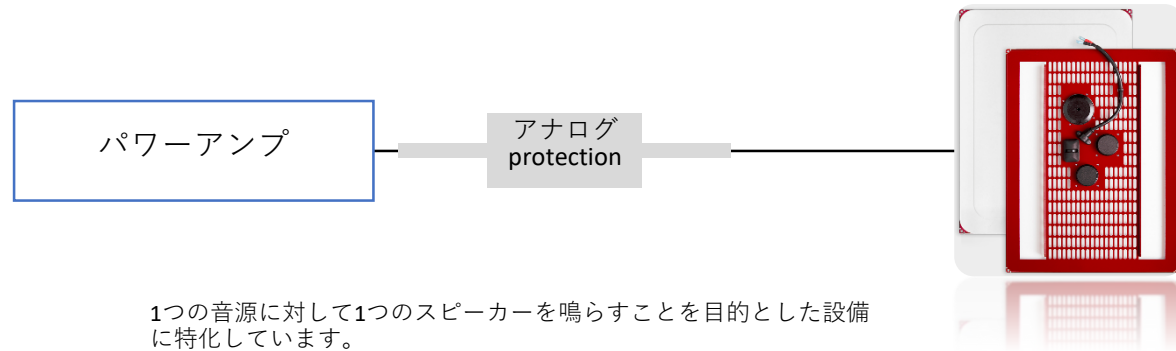 パワーアンプ
アナログ
protection
1つの音源に対して1つのスピーカーを鳴らすことを目的とした設備
に特化しています。